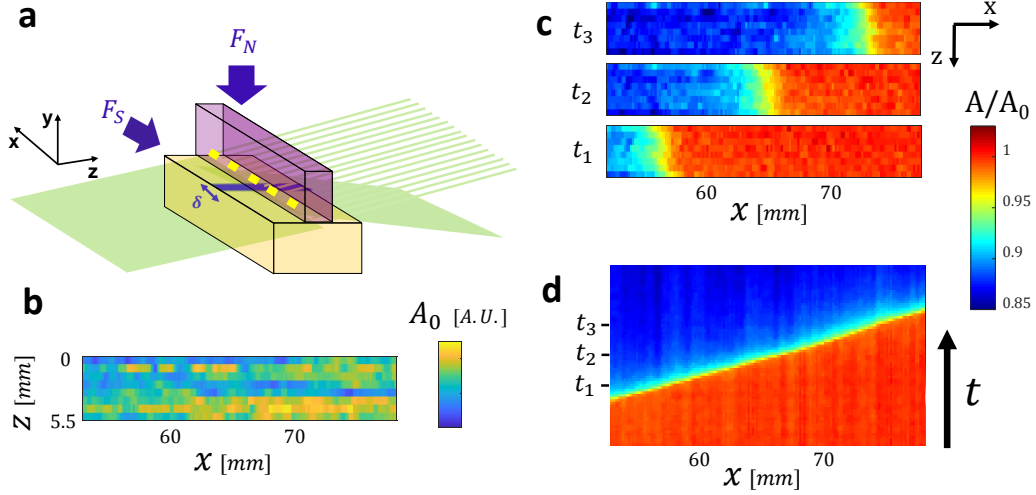 a
F_N
F_S
y
x
z
δ
b
A_0 [A.U.]
z [mm]
0
5.5
60 70
x [mm]
c
t_3
t_2
t_1
60 70
x [mm]
x
z
A/A_0
1
0.95
0.9
0.85
d
t_3
t_2
t_1
t
60 70
x [mm]